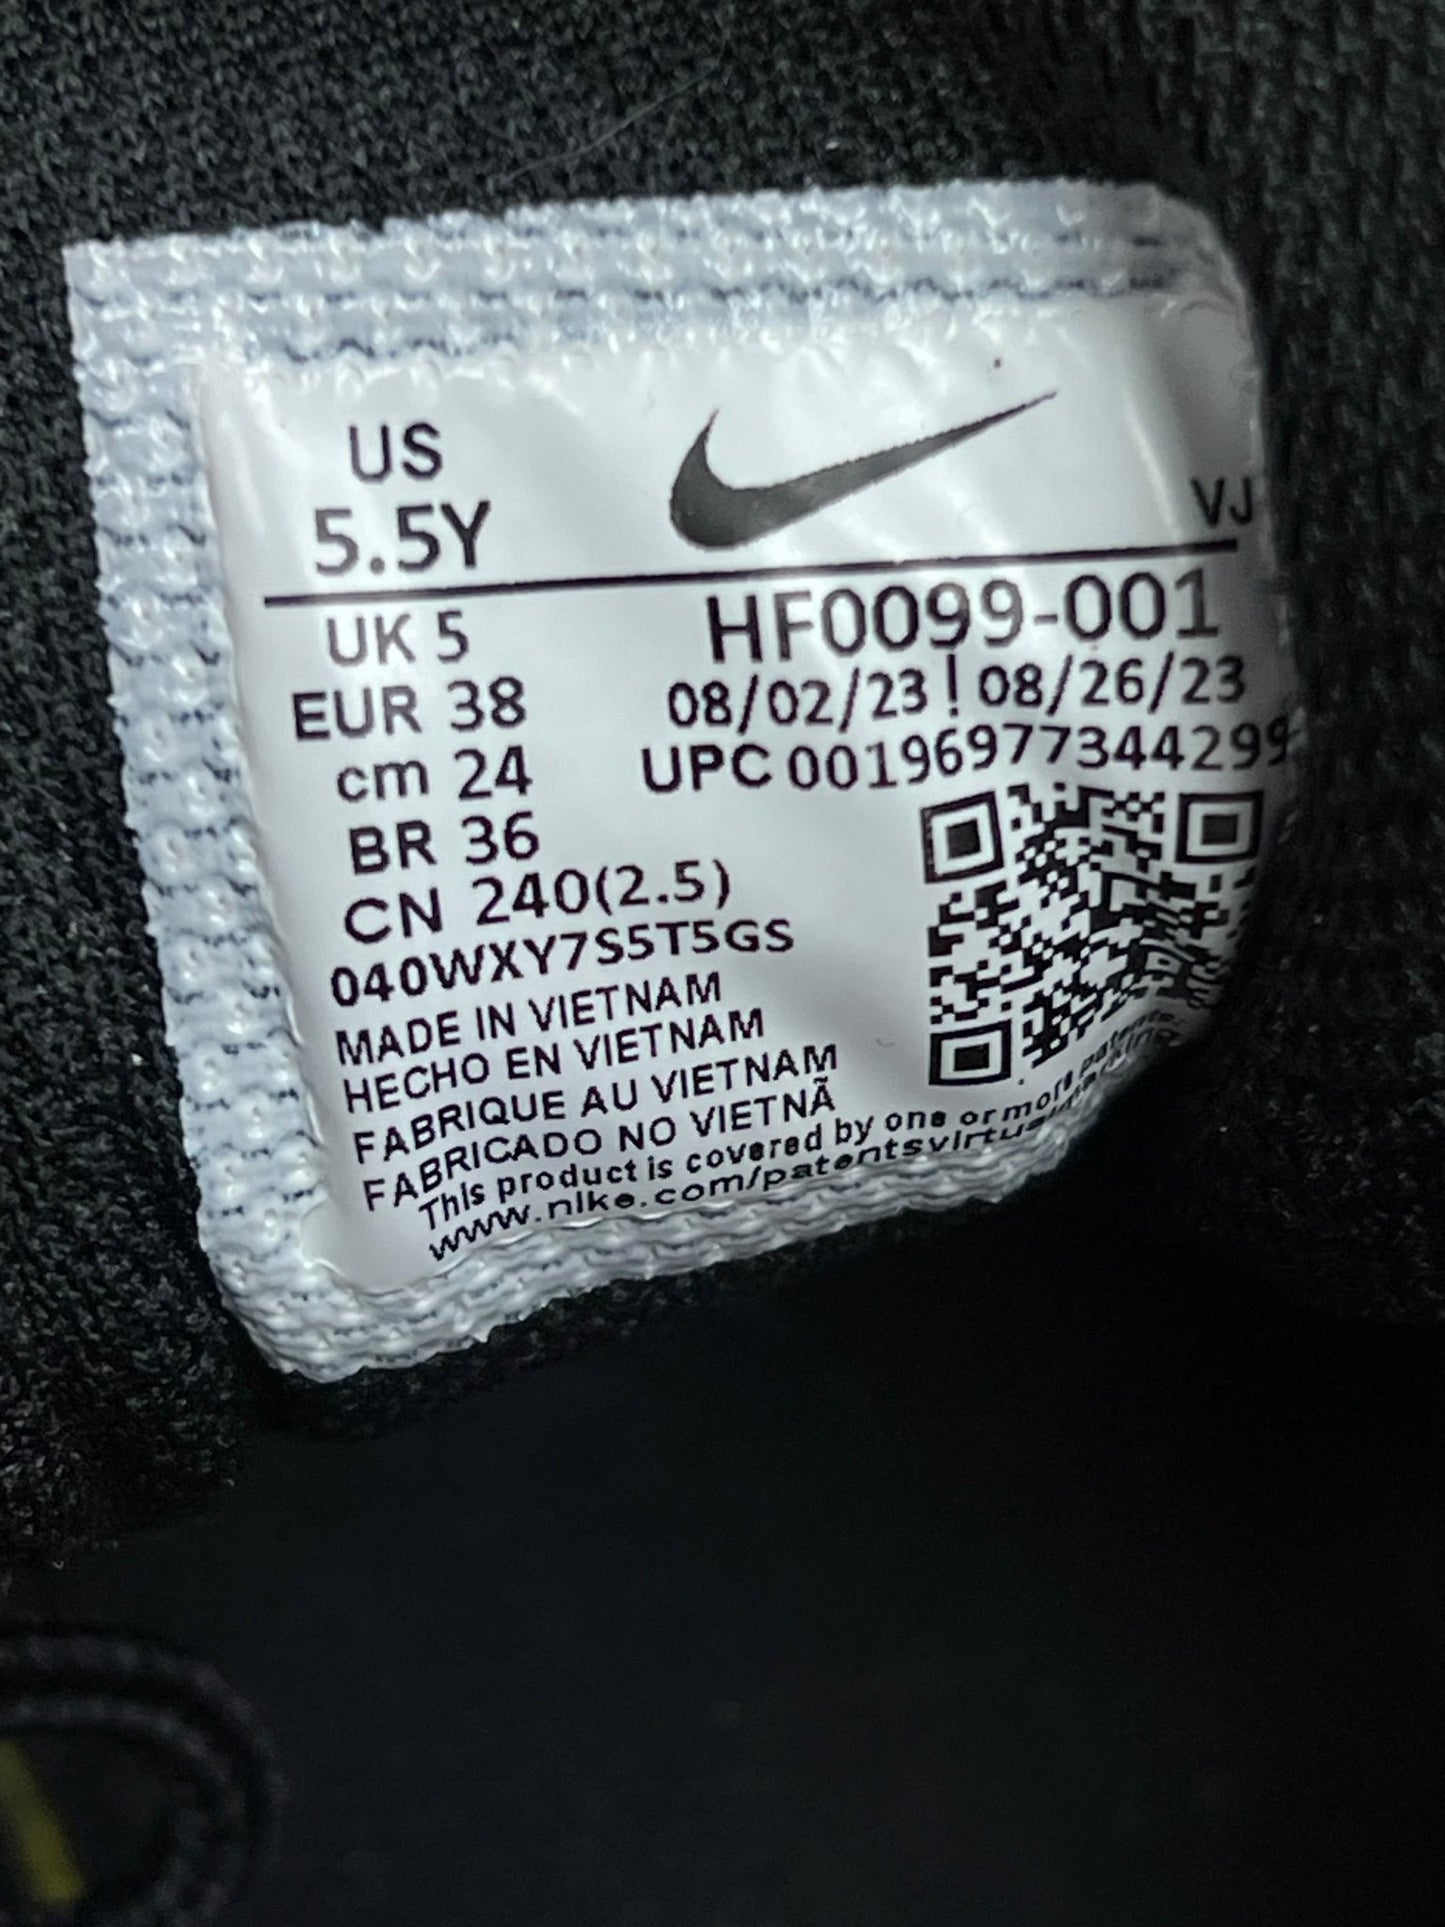 US
5.5Y
VJ
UK 5
HF0099-001
EUR 38
08/02/23 ! 08/26/23
cm 24
UPC 00196977344299
BR 36
CN 240(2.5)
040WXY7S5T5GS
MADE IN VIETNAM
HECHO EN VIETNAM
FABRIQUE AU VIETNAM
FABRICADO NO VIETNÃ
This product is covered by one or more patents.
www.nike.com/patentsvirtualmarking